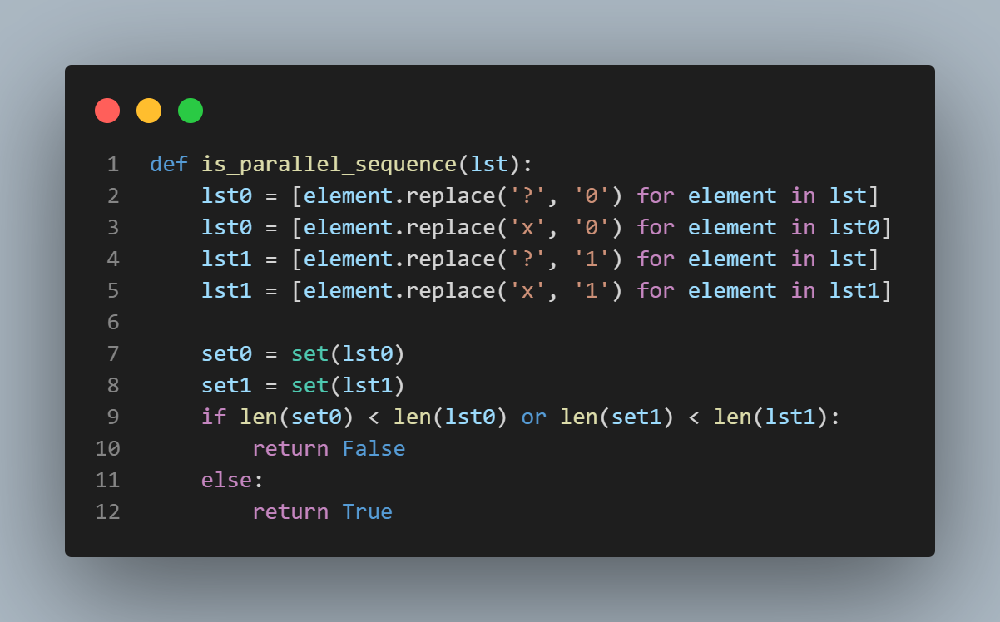 1 def is_parallel_sequence(lst):
2     lst0 = [element.replace('?', '0') for element in lst]
3     lst0 = [element.replace('x', '0') for element in lst0]
4     lst1 = [element.replace('?', '1') for element in lst]
5     lst1 = [element.replace('x', '1') for element in lst1]
6
7     set0 = set(lst0)
8     set1 = set(lst1)
9     if len(set0) < len(lst0) or len(set1) < len(lst1):
10         return False
11     else:
12         return True